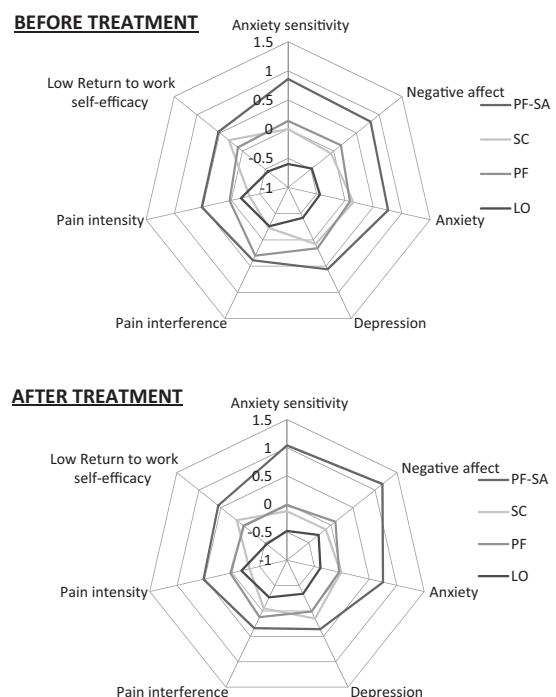 BEFORE TREATMENT
Anxiety sensitivity
1.5
1
0.5
0
-0.5
-1
Low Return to work
self-efficacy
Negative affect
Pain intensity
Anxiety
Pain interference
Depression
PF-SA
SC
PF
LO
AFTER TREATMENT
Anxiety sensitivity
1.5
1
0.5
0
-0.5
-1
Low Return to work
self-efficacy
Negative affect
Pain intensity
Anxiety
Pain interference
Depression
PF-SA
SC
PF
LO